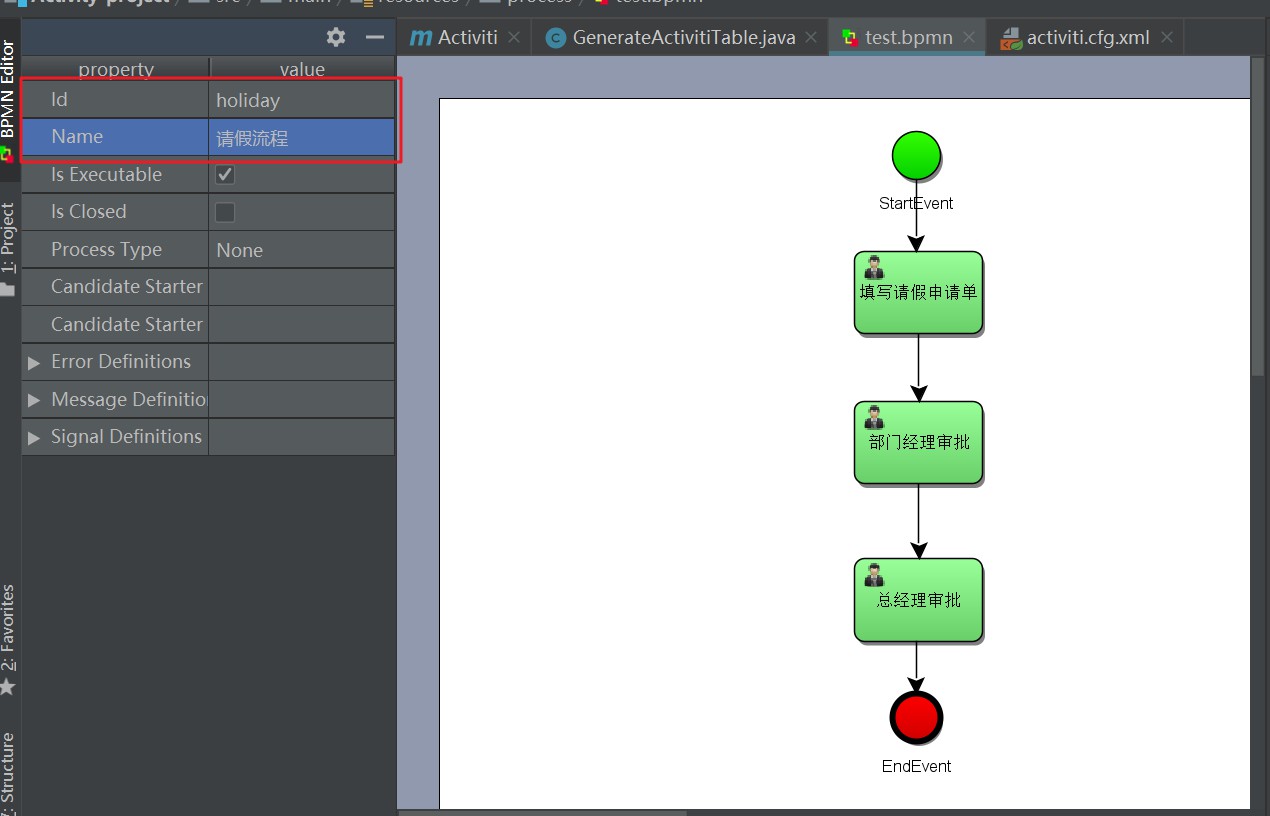 Activity-project / src / main / resources / process / test.bpmn
Activiti
GenerateActivitiTable.java
test.bpmn
activiti.cfg.xml
BPMN Editor
1: Project
2: Favorites
7: Structure
property value
Id holiday
Name 请假流程
Is Executable
Is Closed
Process Type None
Candidate Starter
Candidate Starter
Error Definitions
Message Definitio
Signal Definitions
StartEvent
填写请假申请单
部门经理审批
总经理审批
EndEvent